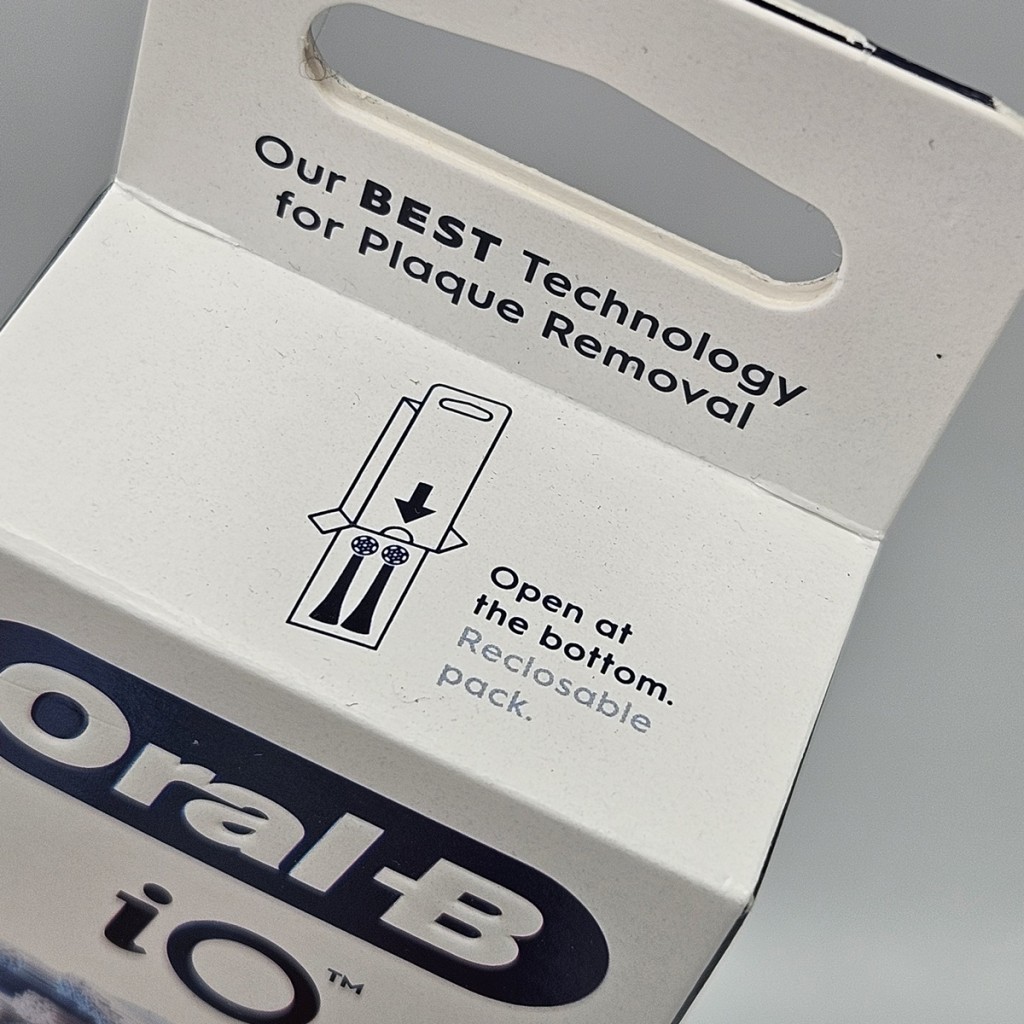 Our BEST Technology
for Plaque Removal
Open at
the bottom.
Reclosable
pack.
Oral-B
iO™